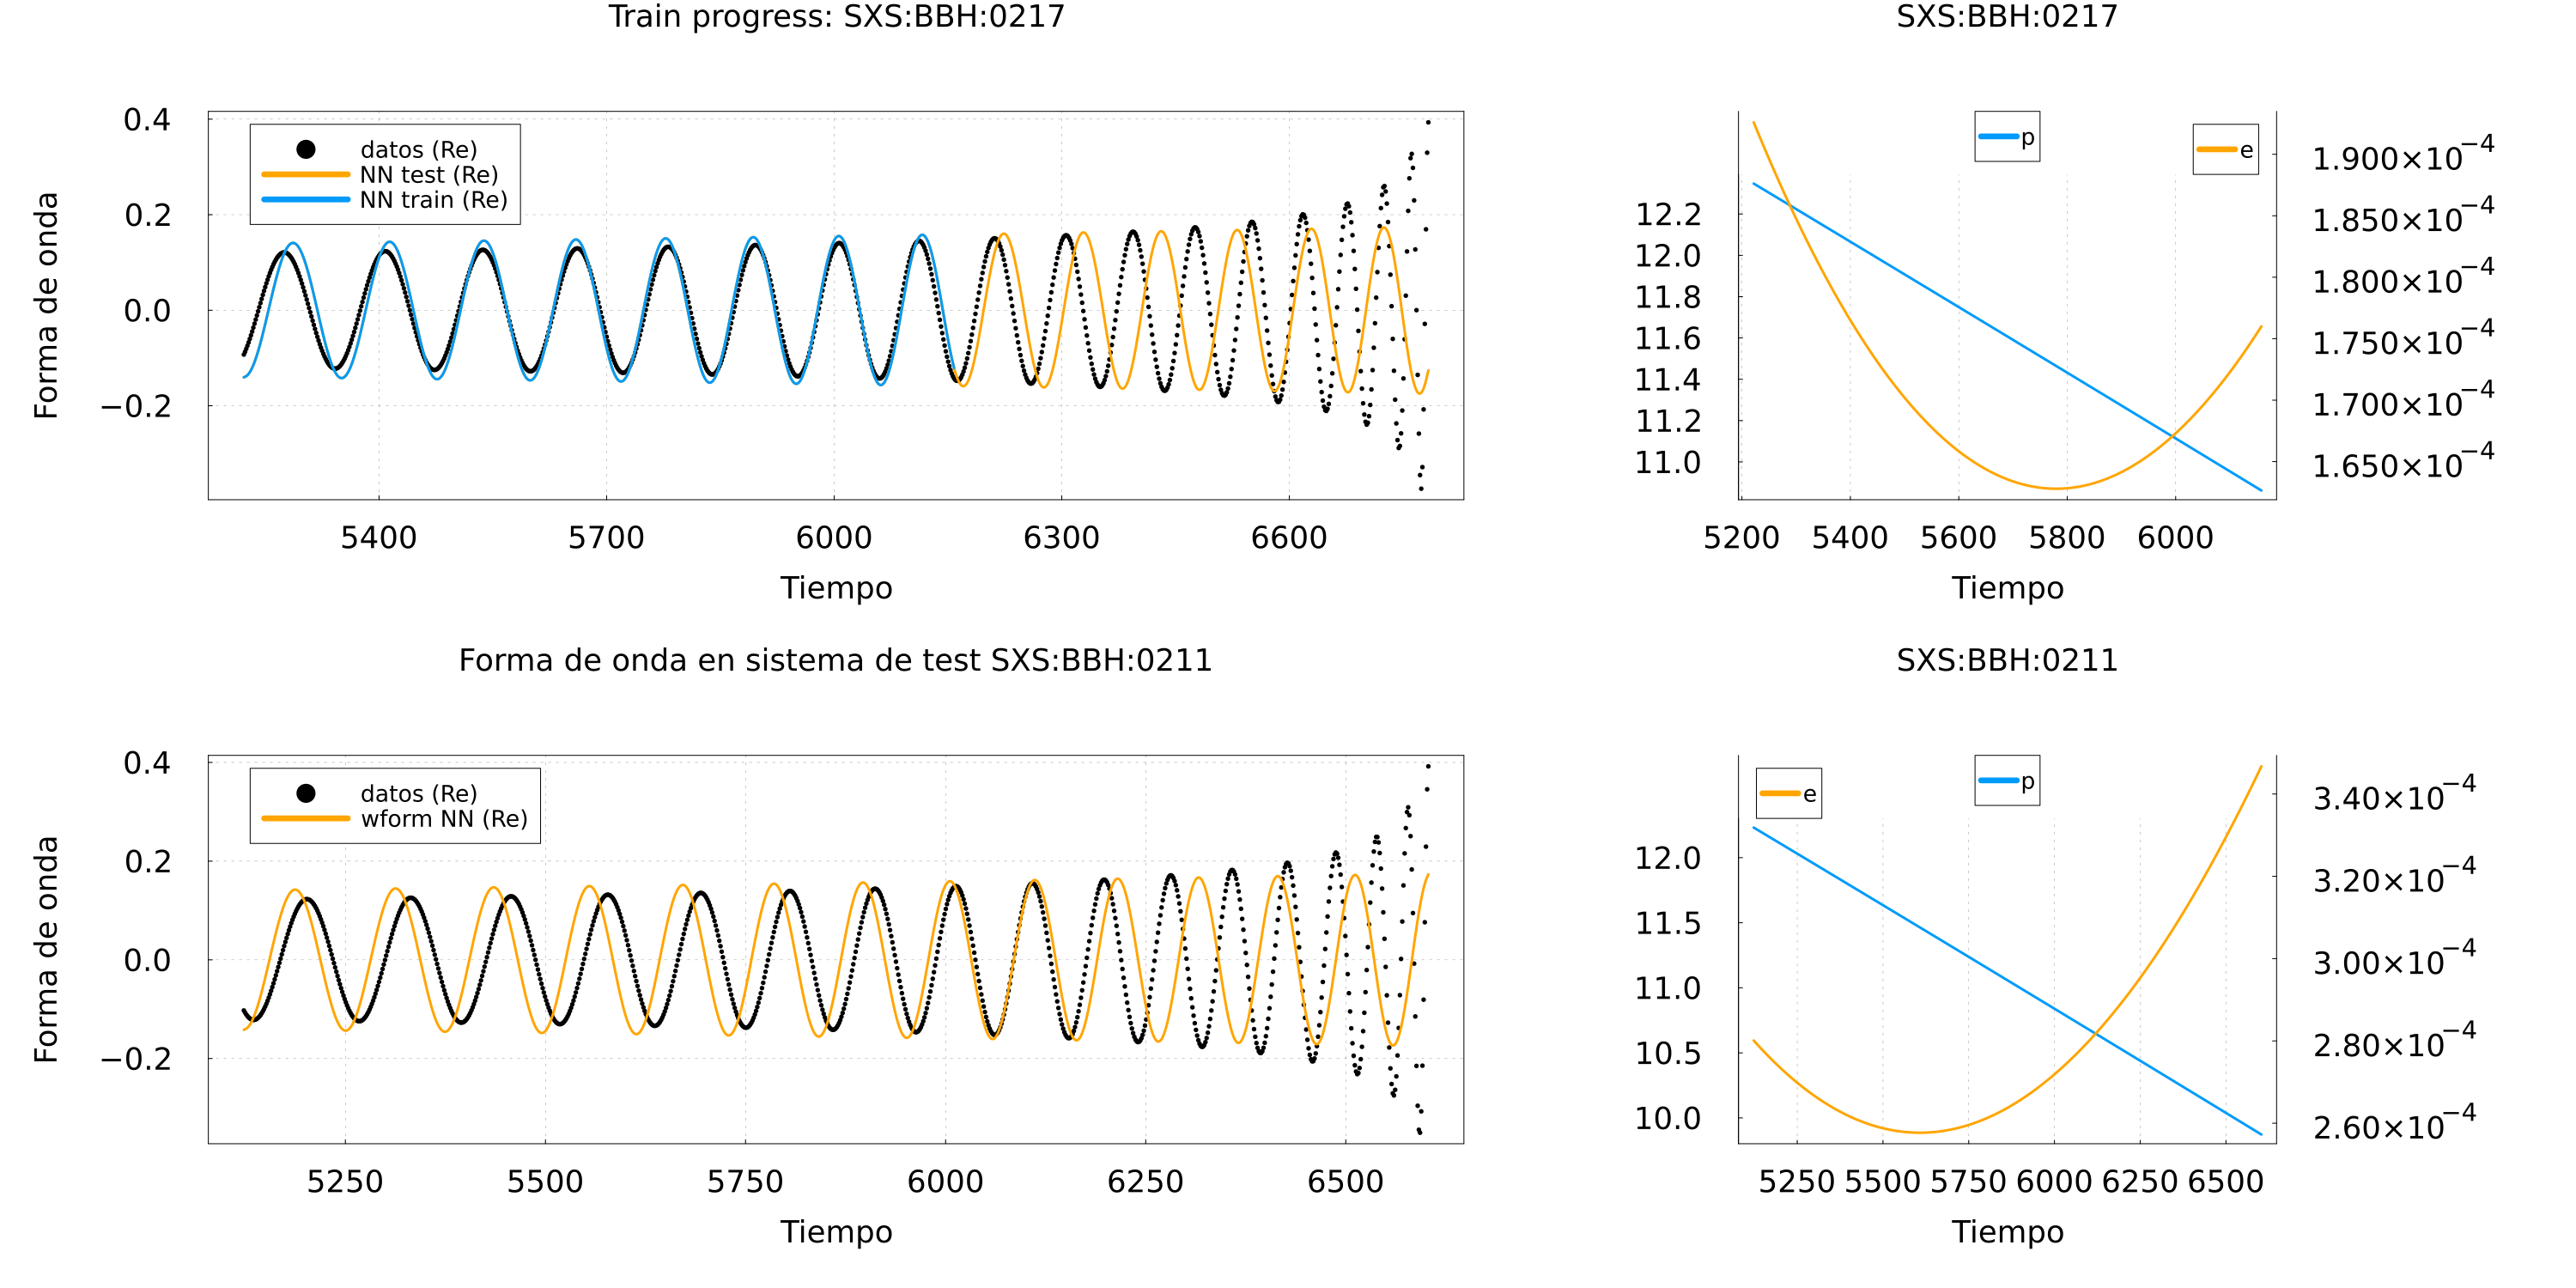 Train progress: SXS:BBH:0217
0.4
0.2
0.0
−0.2
Forma de onda
datos (Re)
NN test (Re)
NN train (Re)
5400 5700 6000 6300 6600
Tiempo
SXS:BBH:0217
p
e
12.2
12.0
11.8
11.6
11.4
11.2
11.0
1.900×10⁻⁴
1.850×10⁻⁴
1.800×10⁻⁴
1.750×10⁻⁴
1.700×10⁻⁴
1.650×10⁻⁴
5200 5400 5600 5800 6000
Tiempo
Forma de onda en sistema de test SXS:BBH:0211
0.4
0.2
0.0
−0.2
Forma de onda
datos (Re)
wform NN (Re)
5250 5500 5750 6000 6250 6500
Tiempo
SXS:BBH:0211
e
p
12.0
11.5
11.0
10.5
10.0
3.40×10⁻⁴
3.20×10⁻⁴
3.00×10⁻⁴
2.80×10⁻⁴
2.60×10⁻⁴
5250 5500 5750 6000 6250 6500
Tiempo